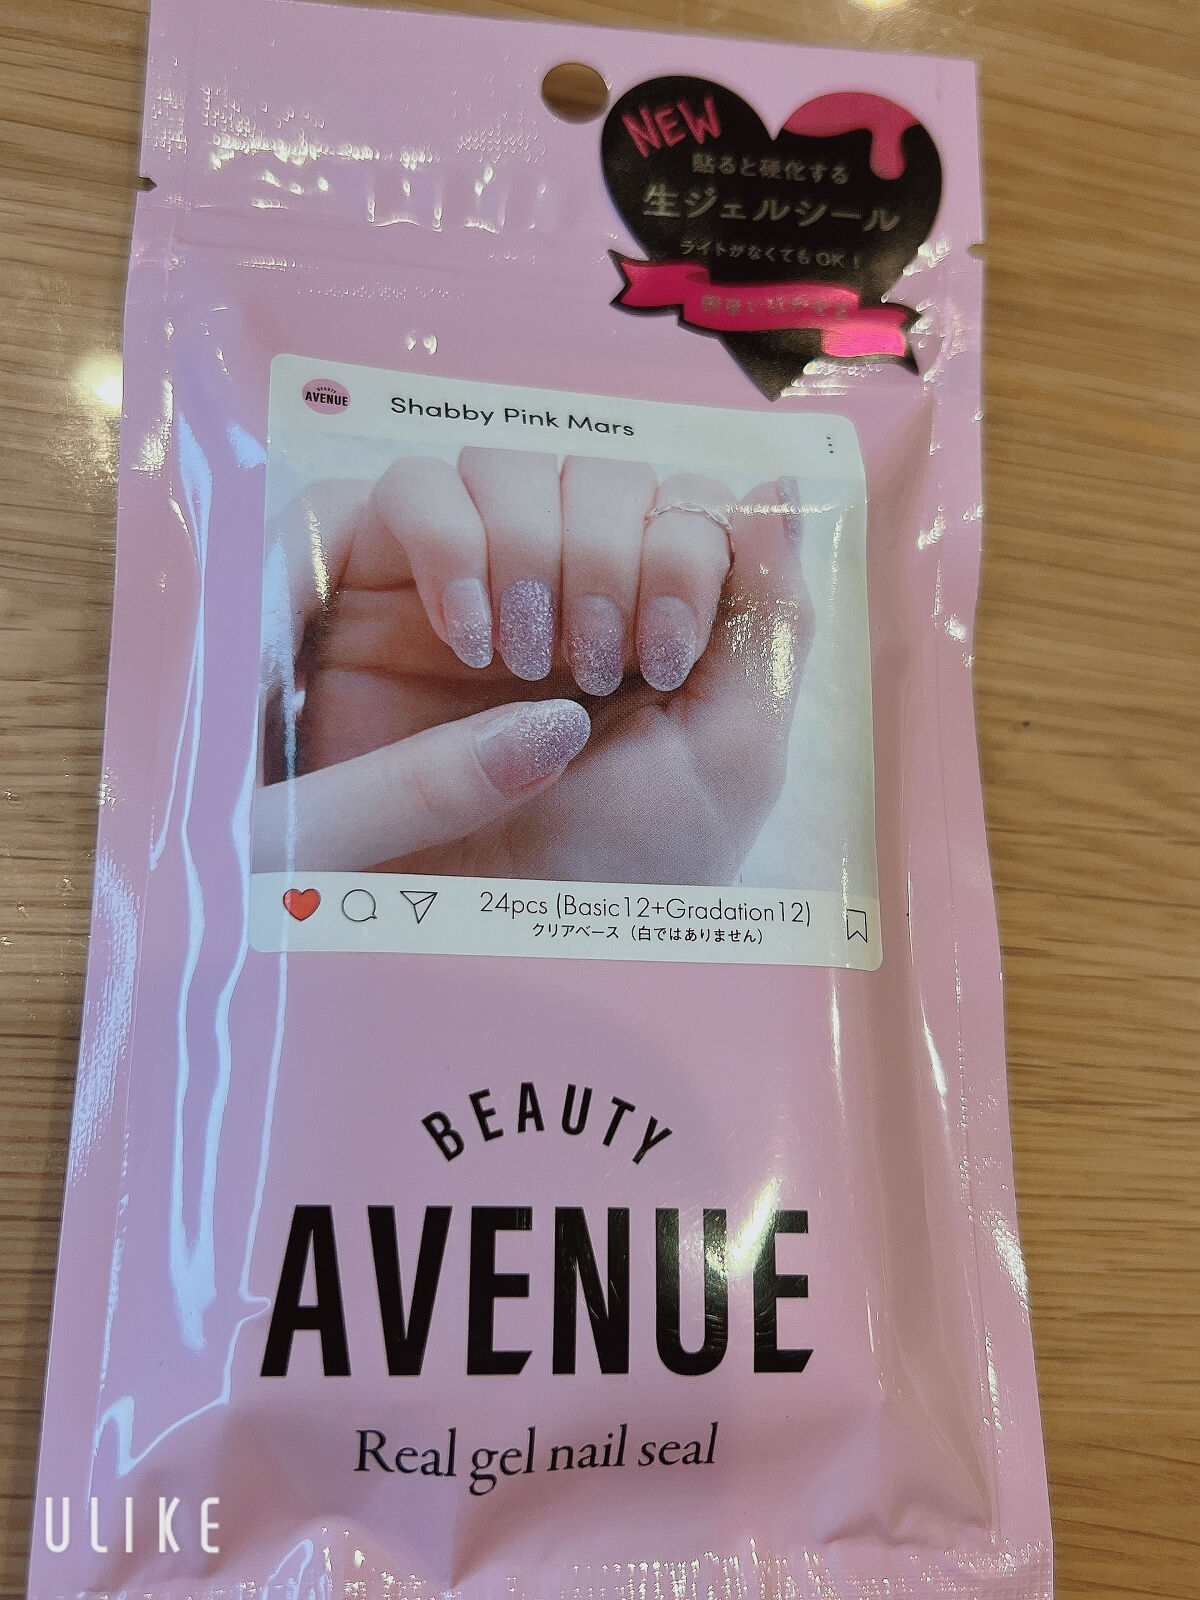 NEW
貼ると硬化する
生ジェルシール
ライトがなくてもOK!
BEAUTY
AVENUE
Shabby Pink Mars
24pcs (Basic12+Gradation12)
クリアベース（白ではありません）
BEAUTY
AVENUE
Real gel nail seal
ULIKE